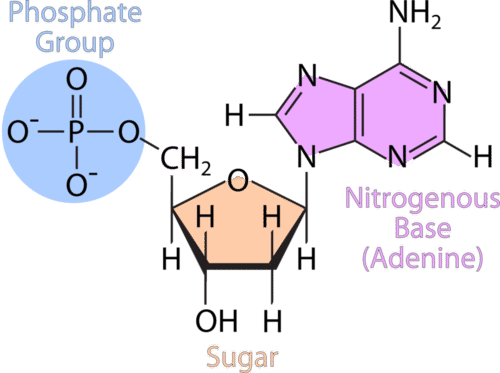 Phosphate
Group
NH₂
O
N
N
O⁻
P
O
H
H
CH₂
N
N
O
O⁻
Nitrogenous
Base
(Adenine)
H
H
H
H
OH
H
Sugar